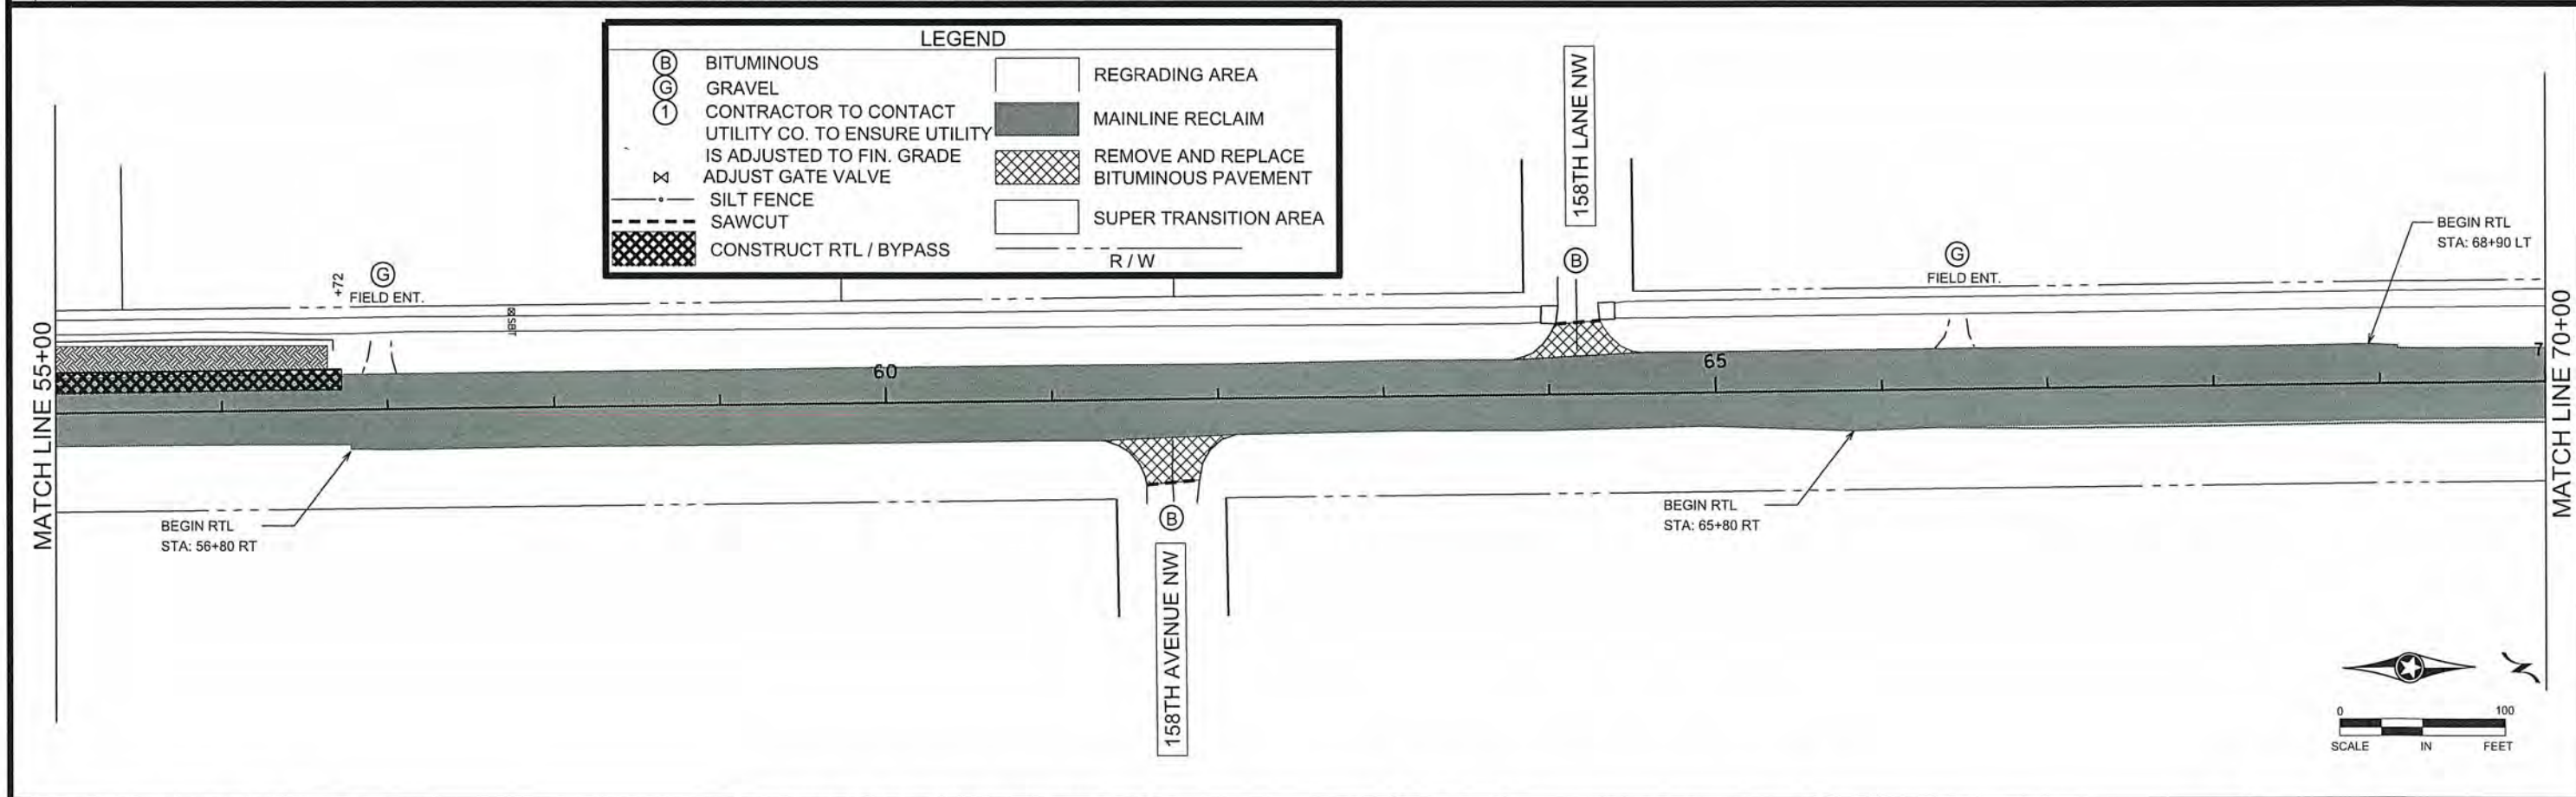 LEGEND
B BITUMINOUS
G GRAVEL
1 CONTRACTOR TO CONTACT
UTILITY CO. TO ENSURE UTILITY
IS ADJUSTED TO FIN. GRADE
ADJUST GATE VALVE
SILT FENCE
SAWCUT
CONSTRUCT RTL / BYPASS
REGRADING AREA
MAINLINE RECLAIM
REMOVE AND REPLACE
BITUMINOUS PAVEMENT
SUPER TRANSITION AREA
R / W
158TH LANE NW
B
MATCH LINE 55+00
+72
G
FIELD ENT.
SBT
60
65
7
G
FIELD ENT.
BEGIN RTL
STA: 68+90 LT
MATCH LINE 70+00
BEGIN RTL
STA: 56+80 RT
B
158TH AVENUE NW
BEGIN RTL
STA: 65+80 RT
0 100
SCALE IN FEET